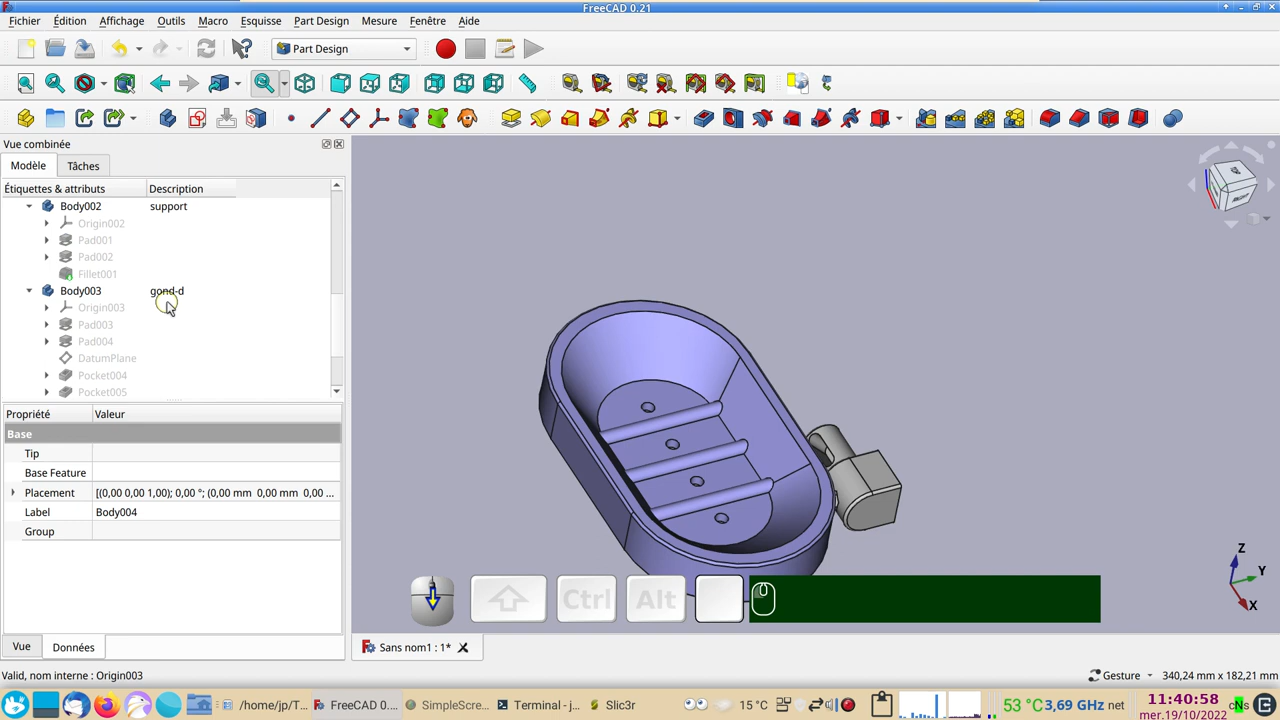 FreeCAD 0.21
Fichier Édition Affichage Outils Macro Esquisse Part Design Mesure Fenêtre Aide
Part Design
Vue combinée
Modèle Tâches
Étiquettes & attributs Description
Body002 support
Origin002
Pad001
Pad002
Fillet001
Body003 gond-d
Origin003
Pad003
Pad004
DatumPlane
Pocket004
Pocket005
Propriété Valeur
Base
Tip
Base Feature
Placement [(0,00 0,00 1,00); 0,00 °; (0,00 mm 0,00 mm 0,00 ...
Label Body004
Group
Ctrl Alt
Z
Y
X
Vue Données
Sans nom1 : 1*
Valid, nom interne : Origin003
Gesture 340,24 mm x 182,21 mm
/home/jp/T... FreeCAD 0.... SimpleScre... Terminal - j... Slic3r
15 °C
53 °C 3,69 GHz net
11:40:58
mer.19/10/2022
cNs